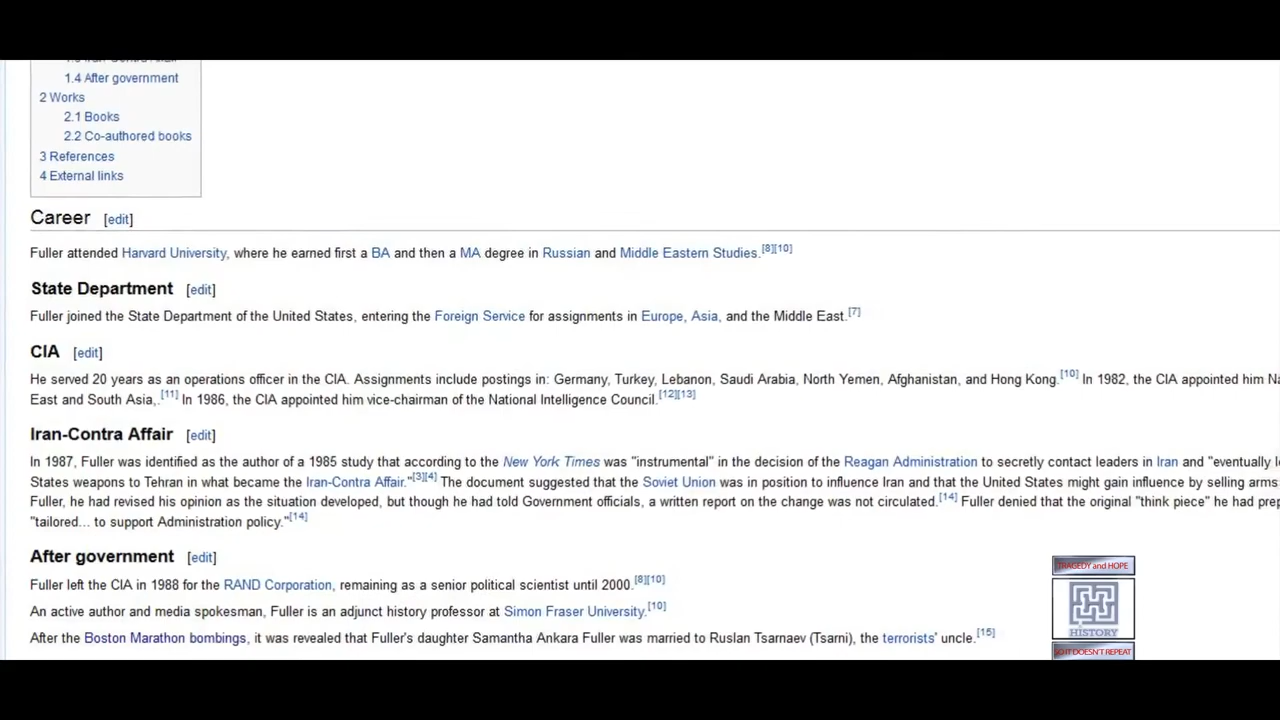 1.4 After government
2 Works
2.1 Books
2.2 Co-authored books
3 References
4 External links
Career [edit]
Fuller attended Harvard University, where he earned first a BA and then a MA degree in Russian and Middle Eastern Studies.[8][10]
State Department [edit]
Fuller joined the State Department of the United States, entering the Foreign Service for assignments in Europe, Asia, and the Middle East.[7]
CIA [edit]
He served 20 years as an operations officer in the CIA. Assignments include postings in: Germany, Turkey, Lebanon, Saudi Arabia, North Yemen, Afghanistan, and Hong Kong.[10] In 1982, the CIA appointed him
East and South Asia,.[11] In 1986, the CIA appointed him vice-chairman of the National Intelligence Council.[12][13]
Iran-Contra Affair [edit]
In 1987, Fuller was identified as the author of a 1985 study that according to the New York Times was "instrumental" in the decision of the Reagan Administration to secretly contact leaders in Iran and "eventually
States weapons to Tehran in what became the Iran-Contra Affair."[3][4] The document suggested that the Soviet Union was in position to influence Iran and that the United States might gain influence by selling arms
Fuller, he had revised his opinion as the situation developed, but though he had told Government officials, a written report on the change was not circulated.[14] Fuller denied that the original "think piece" he had
"tailored... to support Administration policy."[14]
After government [edit]
Fuller left the CIA in 1988 for the RAND Corporation, remaining as a senior political scientist until 2000.[8][10]
An active author and media spokesman, Fuller is an adjunct history professor at Simon Fraser University.[10]
After the Boston Marathon bombings, it was revealed that Fuller's daughter Samantha Ankara Fuller was married to Ruslan Tsarnaev (Tsarni), the terrorists' uncle.[15]
TRAGEDY and HOPE
HISTORY
SO IT DOESN'T REPEAT